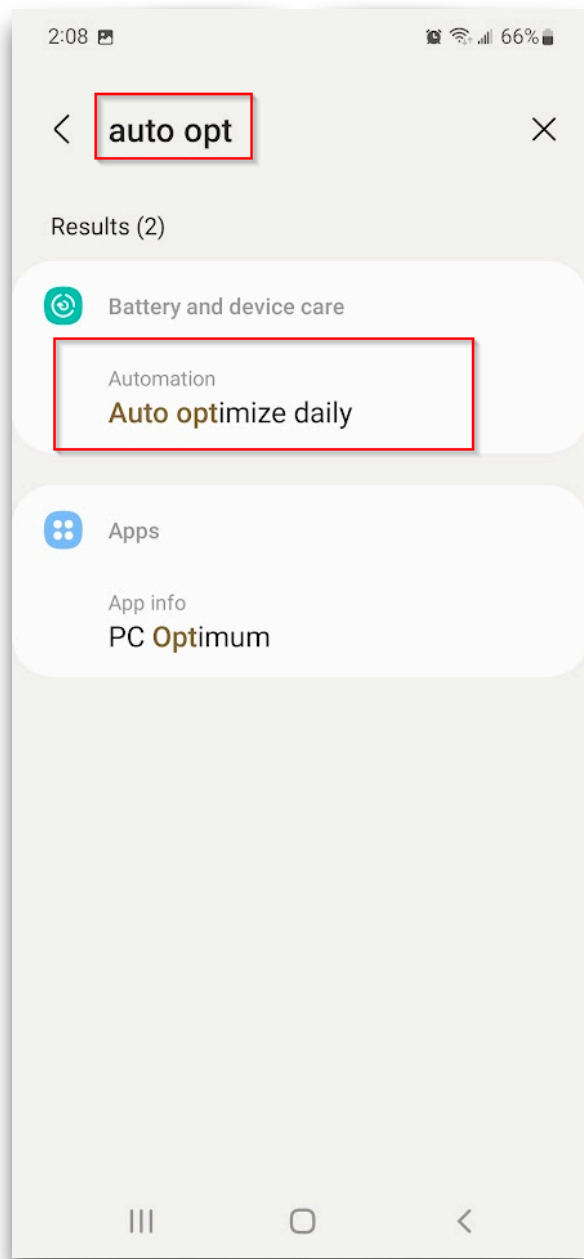 2:08 66%
auto opt
Results (2)
Battery and device care
Automation
Auto optimize daily
Apps
App info
PC Optimum